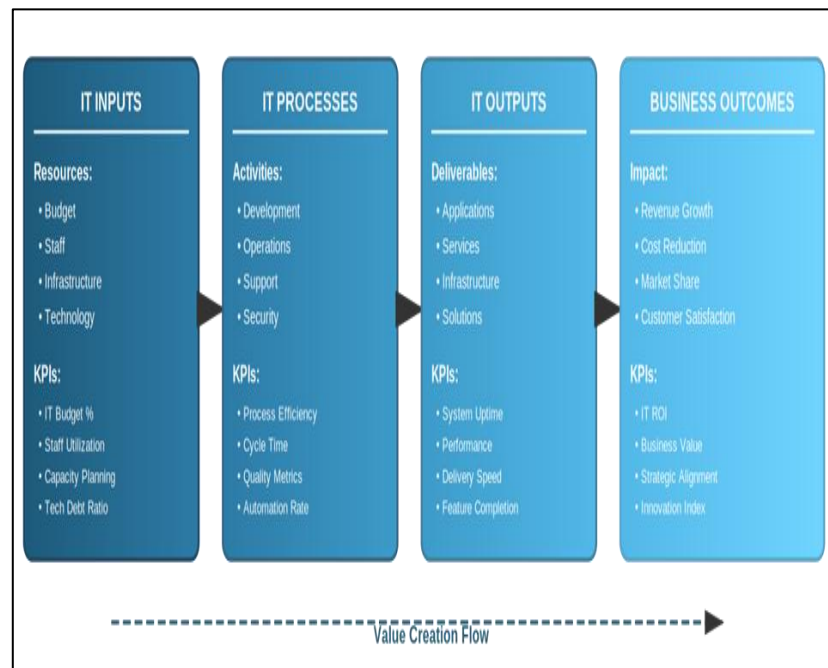 IT INPUTS
Resources:
• Budget
• Staff
• Infrastructure
• Technology
KPIs:
• IT Budget %
• Staff Utilization
• Capacity Planning
• Tech Debt Ratio
IT PROCESSES
Activities:
• Development
• Operations
• Support
• Security
KPIs:
• Process Efficiency
• Cycle Time
• Quality Metrics
• Automation Rate
IT OUTPUTS
Deliverables:
• Applications
• Services
• Infrastructure
• Solutions
KPIs:
• System Uptime
• Performance
• Delivery Speed
• Feature Completion
BUSINESS OUTCOMES
Impact:
• Revenue Growth
• Cost Reduction
• Market Share
• Customer Satisfaction
KPIs:
• IT ROI
• Business Value
• Strategic Alignment
• Innovation Index
Value Creation Flow